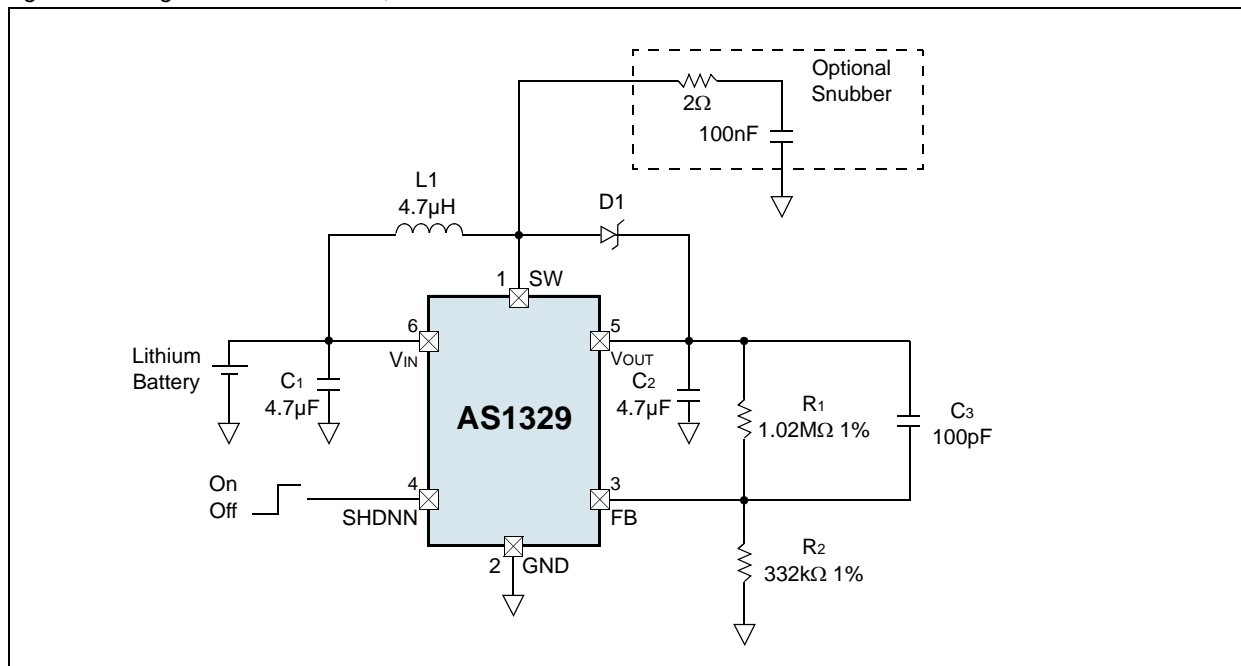 Optional
Snubber
2Ω
100nF
L1
4.7µH
D1
1 SW
6
VIN
5
VOUT
Lithium
Battery
C1
4.7µF
C2
4.7µF
AS1329
R1
1.02MΩ 1%
C3
100pF
On
Off
4
SHDNN
3
FB
2 GND
R2
332kΩ 1%